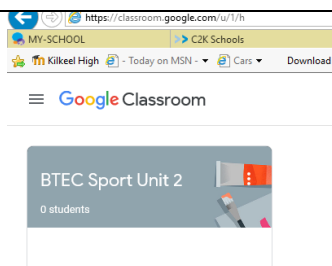 https://classroom.google.com/u/1/h
MY-SCHOOL >> C2K Schools
Kilkeel High - Today on MSN - Cars Download
Google Classroom
BTEC Sport Unit 2
0 students